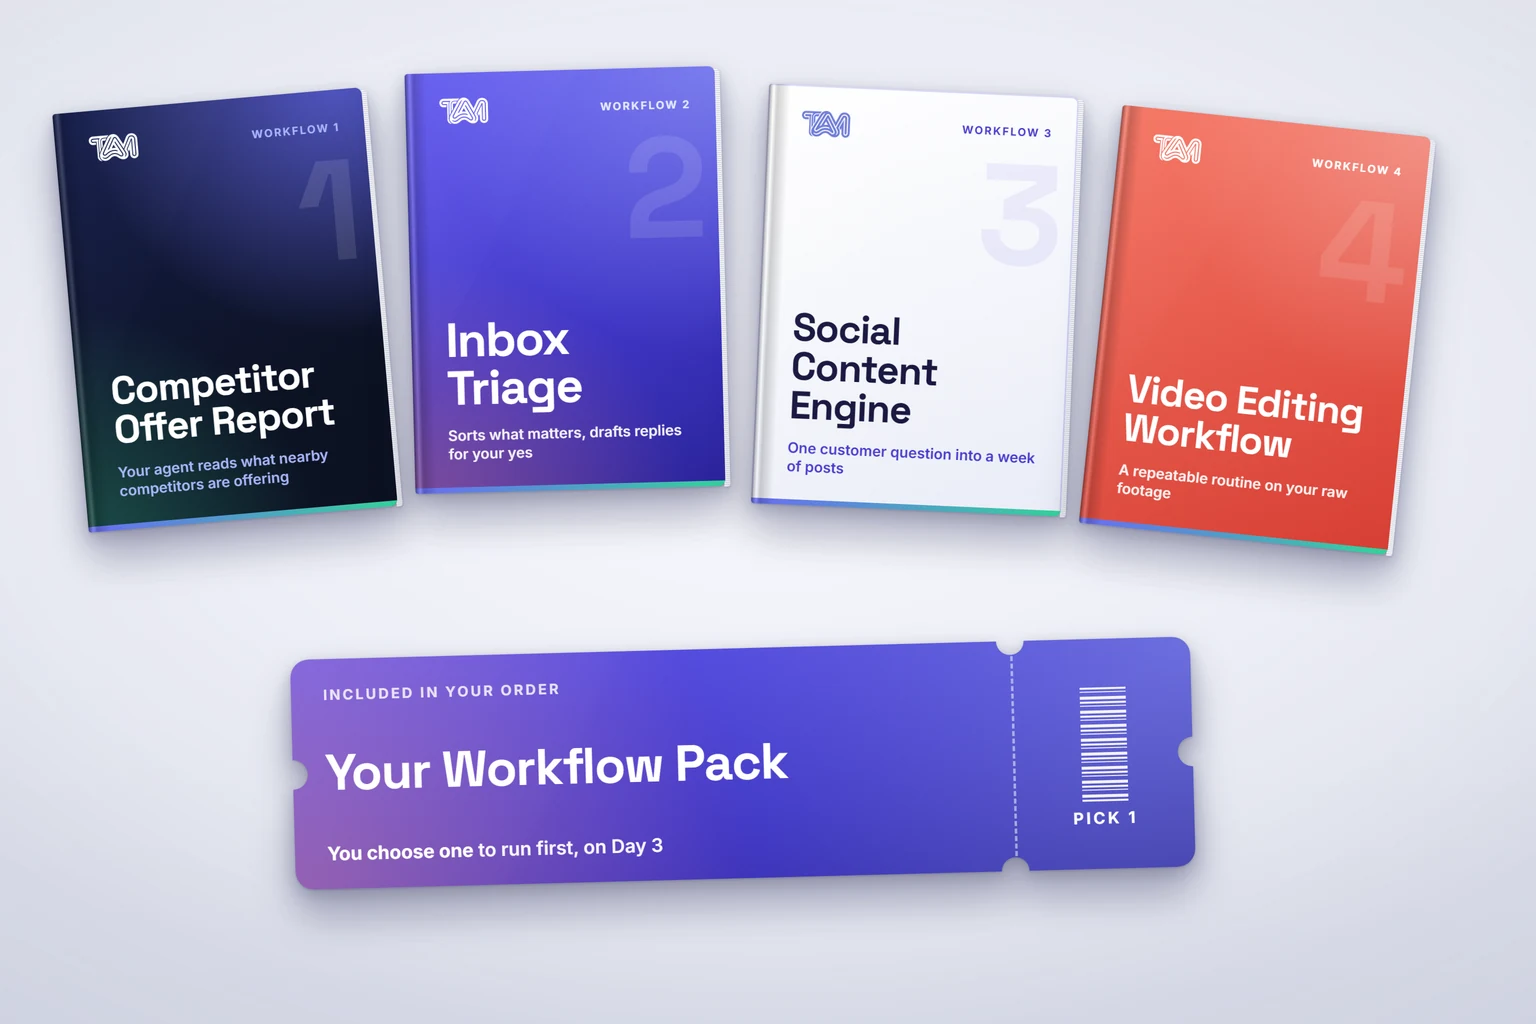 TAM
WORKFLOW 1
1
Competitor
Offer Report
Your agent reads what nearby
competitors are offering
TAM
WORKFLOW 2
2
Inbox
Triage
Sorts what matters, drafts replies
for your yes
TAM
WORKFLOW 3
3
Social
Content
Engine
One customer question into a week
of posts
TAM
WORKFLOW 4
4
Video Editing
Workflow
A repeatable routine on your raw
footage
INCLUDED IN YOUR ORDER
Your Workflow Pack
You choose one to run first, on Day 3
PICK 1